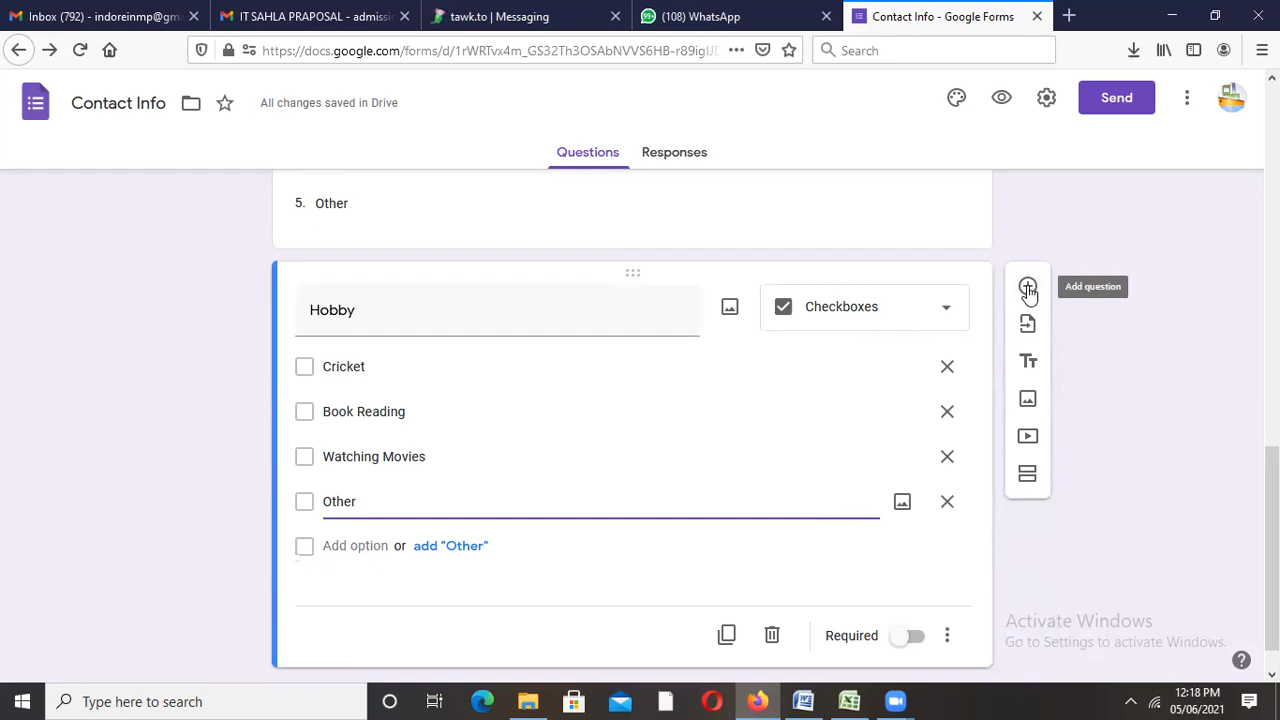 Inbox (792) - indoreinmp@gm
IT SAHLA PRAPOSAL - admissi
tawk.to | Messaging
(108) WhatsApp
Contact Info - Google Forms
https://docs.google.com/forms/d/1rWRTvx4m_GS32Th3OSAbNVVS6HB-r89igIJD
Search
Contact Info
All changes saved in Drive
Send
Questions
Responses
5. Other
Hobby
Checkboxes
Add question
Cricket
Book Reading
Watching Movies
Other
Add option or add "Other"
Required
Activate Windows
Go to Settings to activate Windows.
Type here to search
12:18 PM
05/06/2021